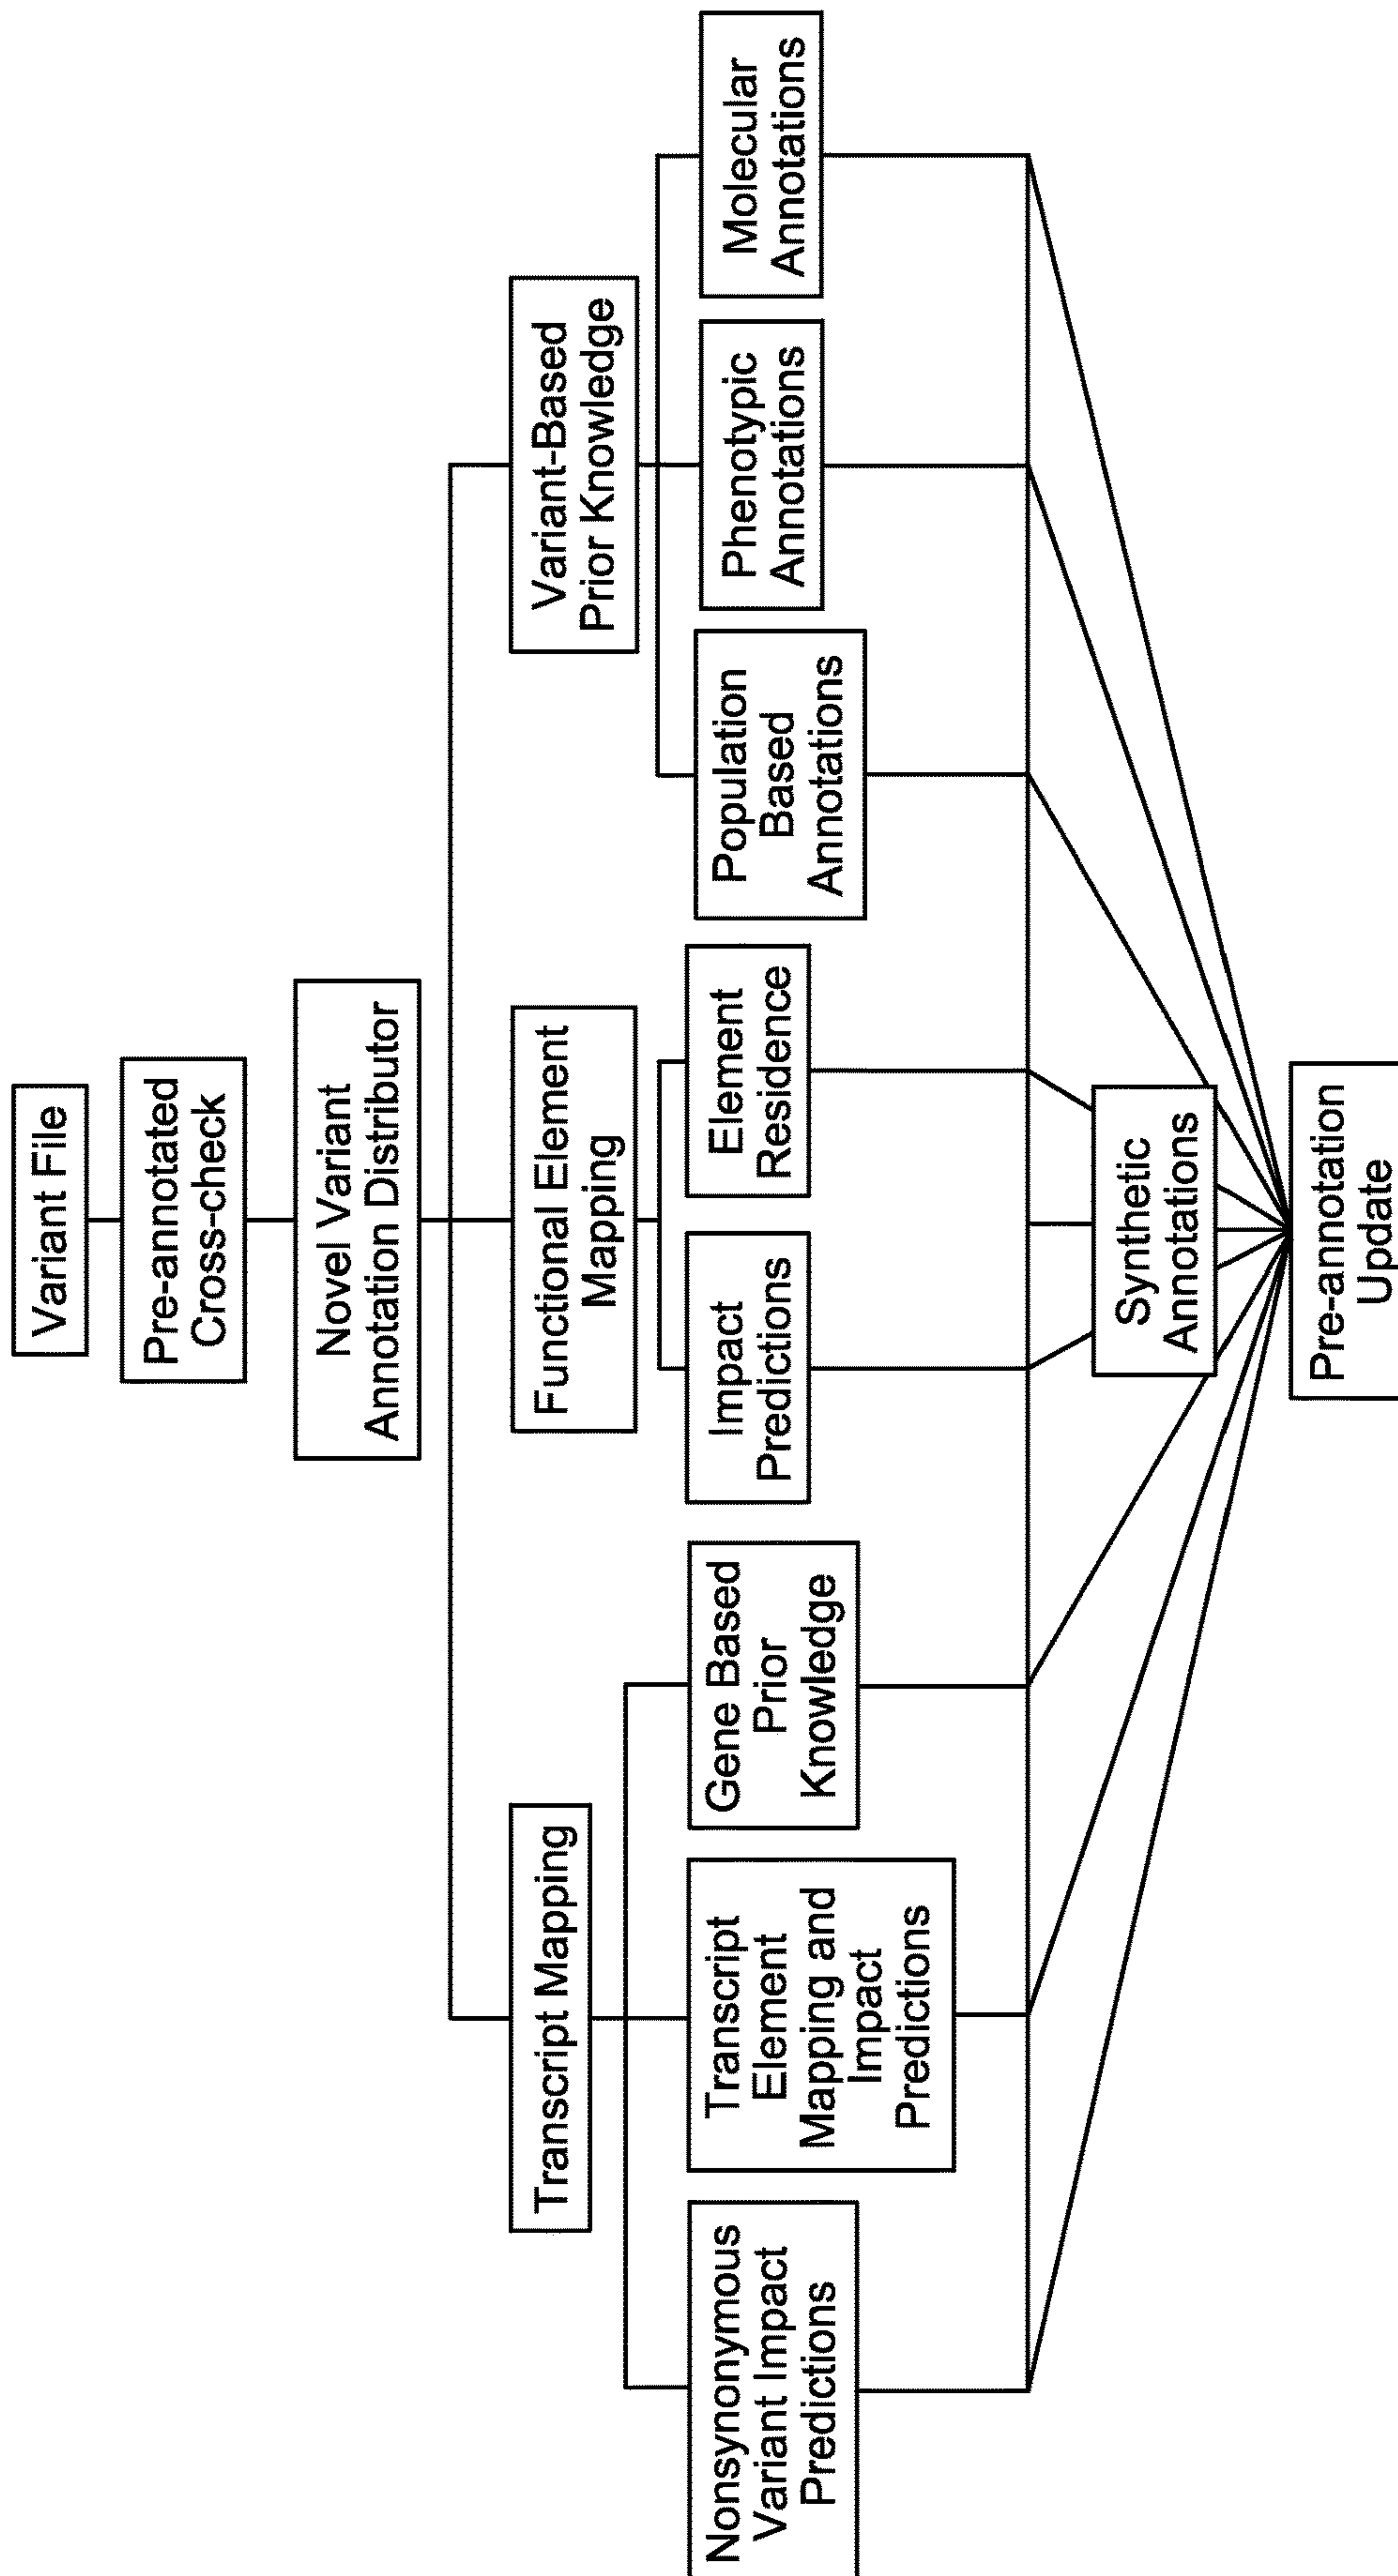 Variant File
Pre-annotated
Cross-check
Novel Variant
Annotation Distributor
Transcript Mapping
Functional Element
Mapping
Variant-Based
Prior Knowledge
Nonsynonymous
Variant Impact
Predictions
Transcript
Element
Mapping and
Impact
Predictions
Gene Based
Prior
Knowledge
Impact
Predictions
Element
Residence
Population
Based
Annotations
Phenotypic
Annotations
Molecular
Annotations
Synthetic
Annotations
Pre-annotation
Update